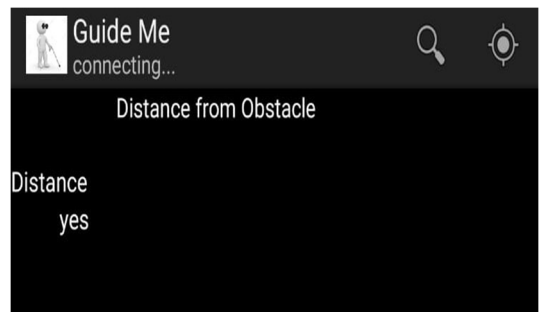 Guide Me
connecting...
Distance from Obstacle
Distance
yes